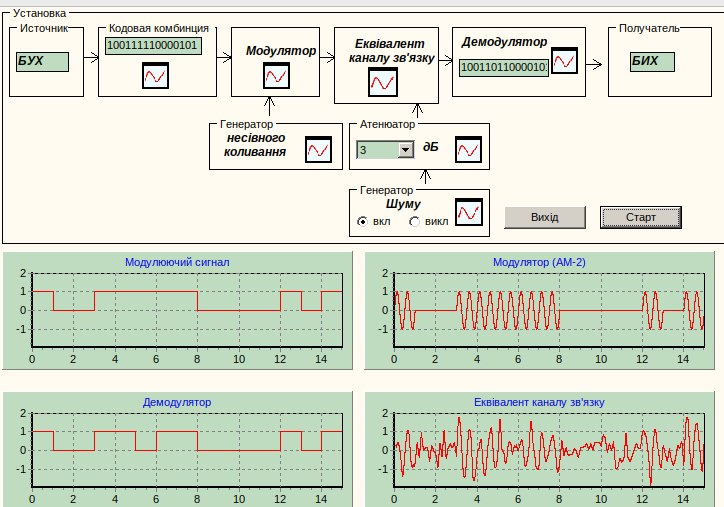 Установка
Источник
БУХ
Кодовая комбинция
100111110000101
Модулятор
Еквівалент
каналу зв'язку
Демодулятор
10011011000010
Получатель
БИХ
Генератор
несівного
коливання
Атенюатор
3
дБ
Генератор
Шуму
вкл
викл
Вихід
Старт
Модулюючий сигнал
2
1
0
-1
0 2 4 6 8 10 12 14
Модулятор (АМ-2)
2
1
0
-1
0 2 4 6 8 10 12 14
Демодулятор
2
1
0
-1
0 2 4 6 8 10 12 14
Еквівалент каналу зв'язку
2
1
0
-1
0 2 4 6 8 10 12 14